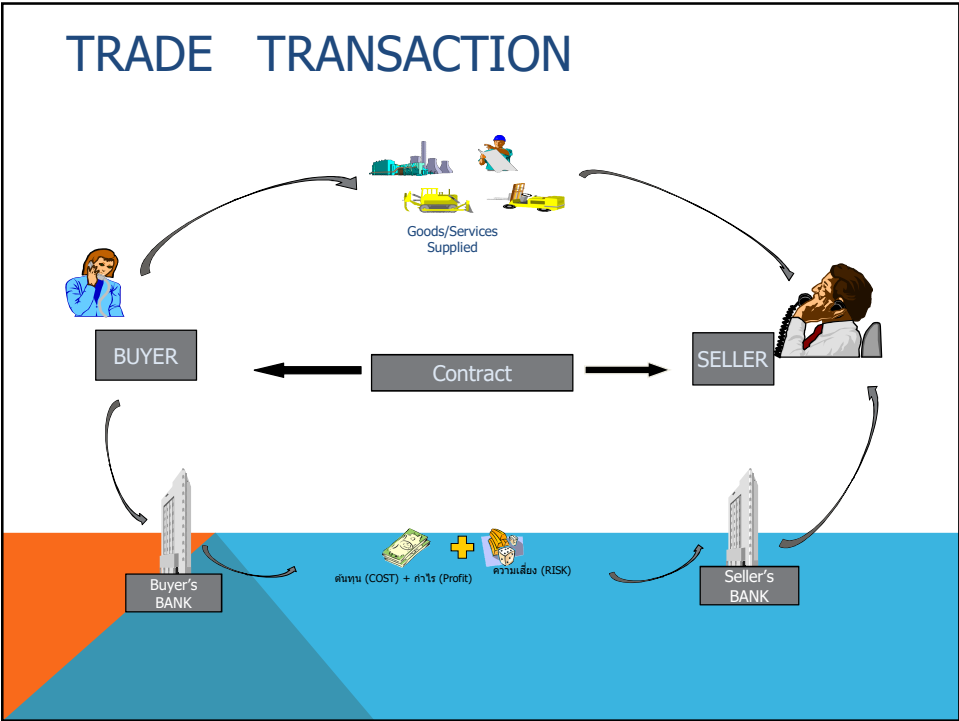 TRADE TRANSACTION
Goods/Services
Supplied
BUYER
Contract
SELLER
ต้นทุน (COST) + กำไร (Profit)
ความเสี่ยง (RISK)
Buyer's
BANK
Seller's
BANK